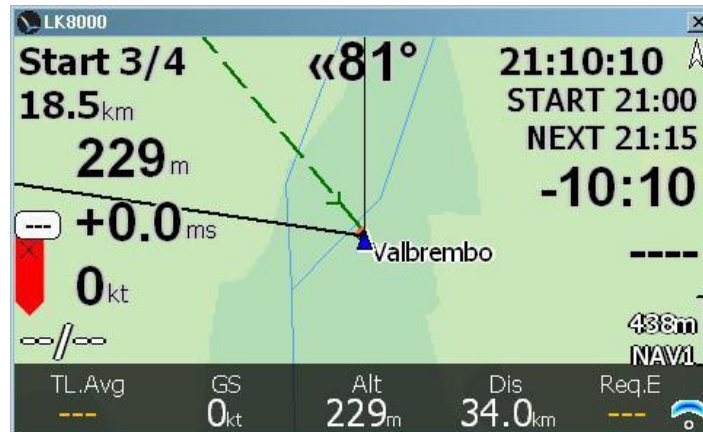 LK8000
Start 3/4
«81°
21:10:10
18.5km
START 21:00
229m
NEXT 21:15
-10:10
---
+0.0ms
Valbrembo
----
0kt
438m
--/--
NAV1
TL.Avg GS Alt Dis Req.E
--- 0kt 229m 34.0km ---